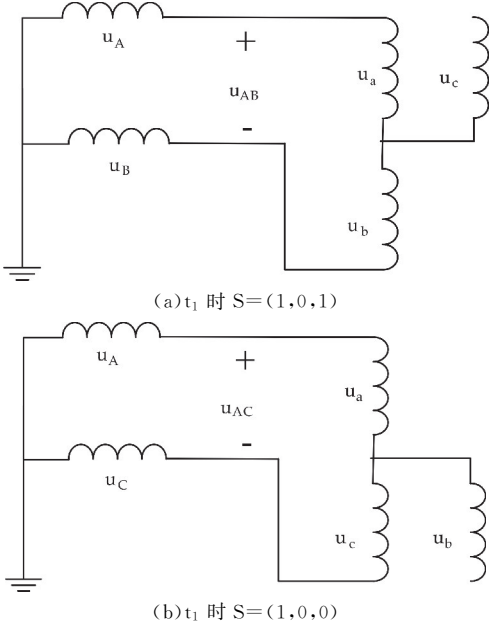 u_A
+
u_a
u_c
u_AB
-
u_B
u_b
(a)t₁ 时 S=(1,0,1)
u_A
+
u_a
u_AC
-
u_C
u_c
u_b
(b)t₁ 时 S=(1,0,0)